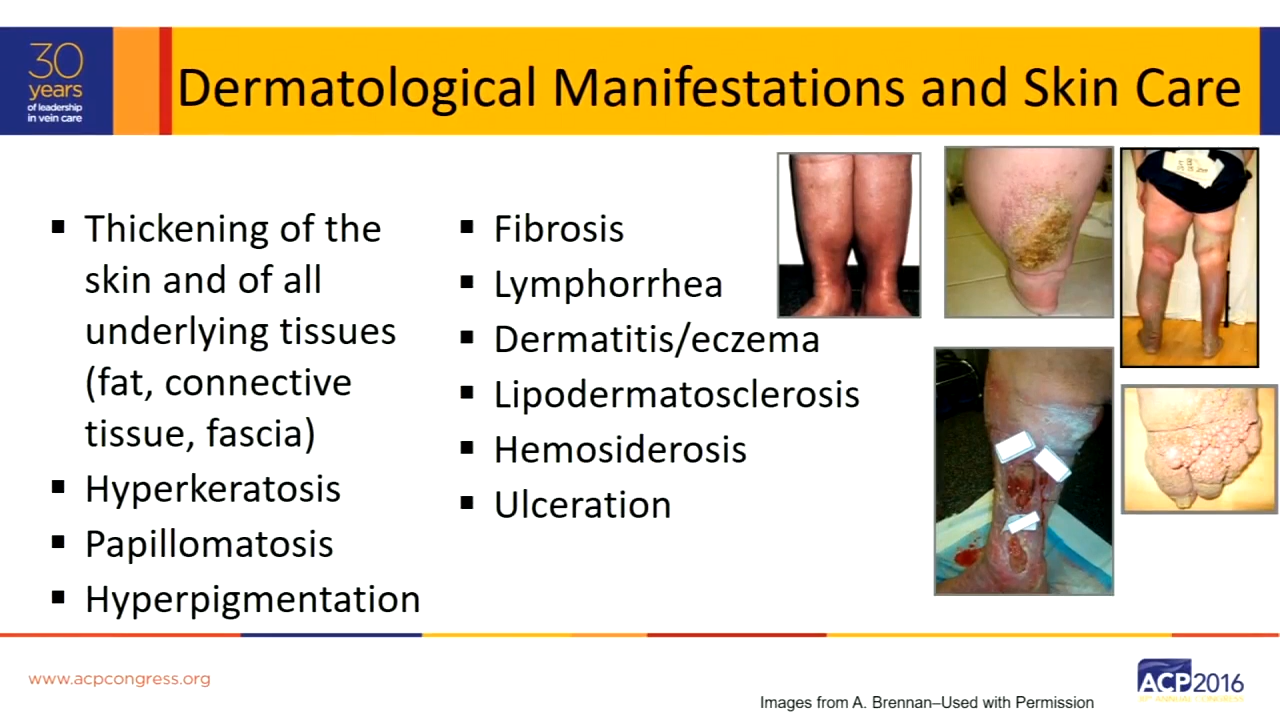 30
years
of leadership
in vein care
Dermatological Manifestations and Skin Care
▪ Thickening of the
skin and of all
underlying tissues
(fat, connective
tissue, fascia)
▪ Hyperkeratosis
▪ Papillomatosis
▪ Hyperpigmentation
▪ Fibrosis
▪ Lymphorrhea
▪ Dermatitis/eczema
▪ Lipodermatosclerosis
▪ Hemosiderosis
▪ Ulceration
www.acpcongress.org
ACP2016
Images from A. Brennan–Used with Permission